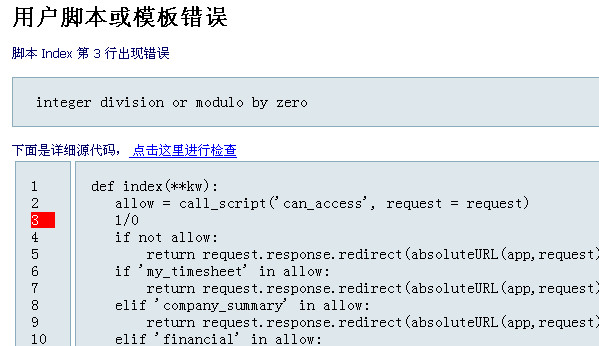 用户脚本或模板错误
脚本 Index 第 3 行出现错误
integer division or modulo by zero
下面是详细源代码，点击这里进行检查
1 def index(**kw):
2 allow = call_script('can_access', request = request)
3 1/0
4 if not allow:
5 return request.response.redirect(absoluteURL(app,request)
6 if 'my_timesheet' in allow:
7 return request.response.redirect(absoluteURL(app,request)
8 elif 'company_summary' in allow:
9 return request.response.redirect(absoluteURL(app,request)
10 elif 'financial' in allow: